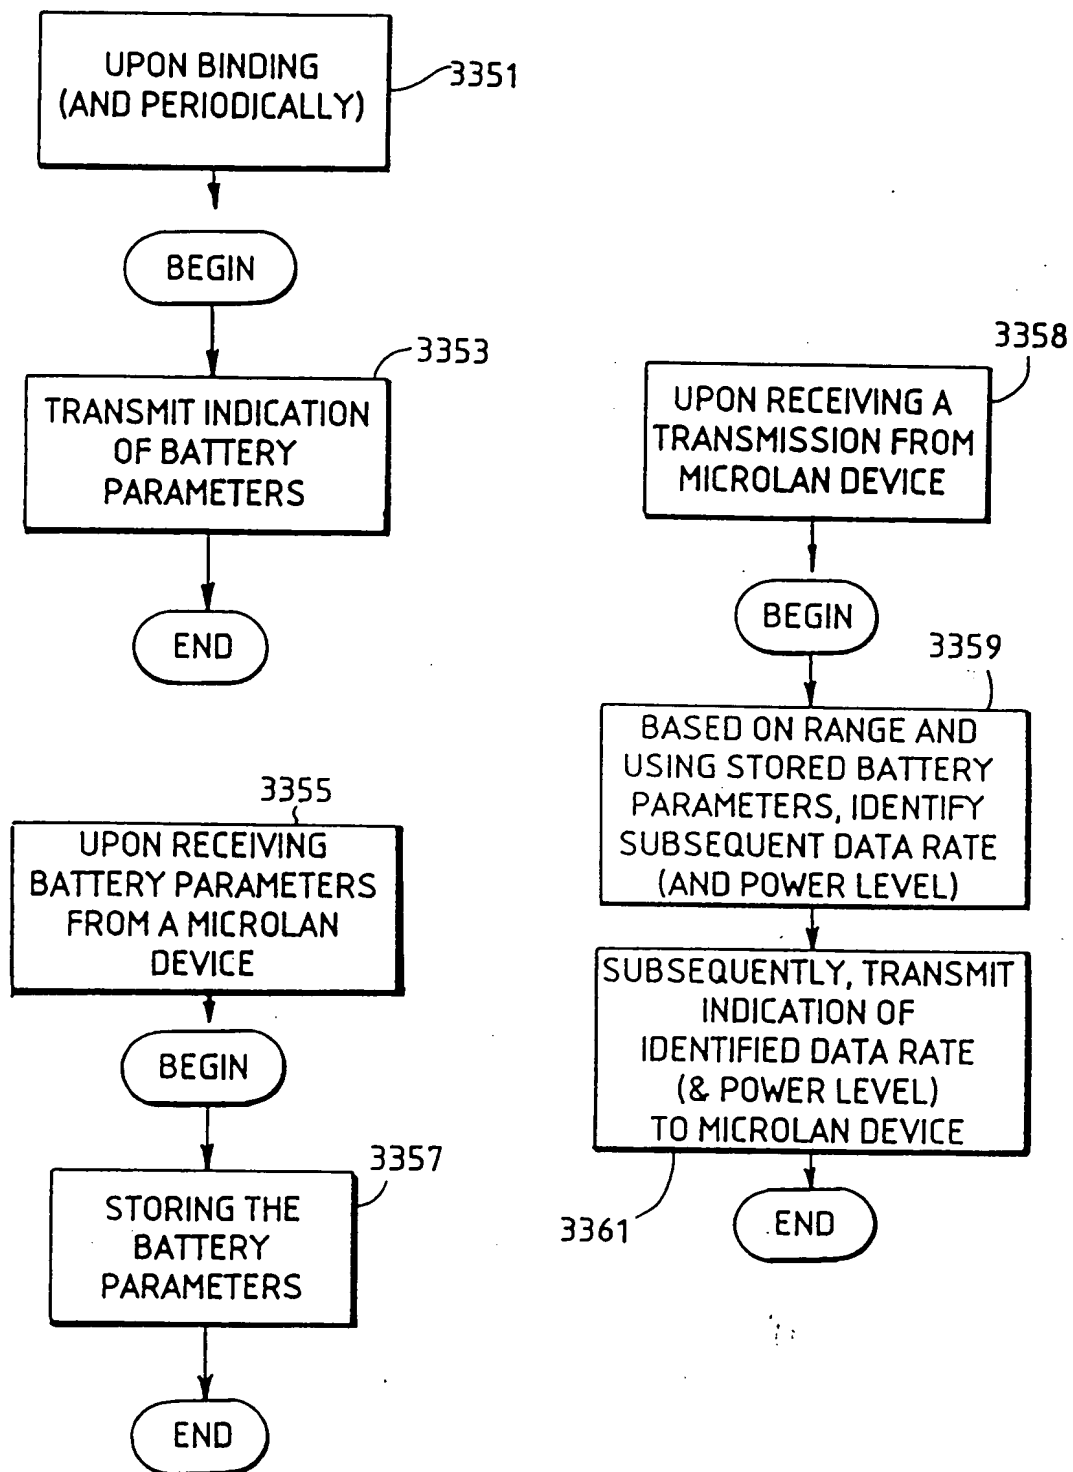 UPON BINDING
(AND PERIODICALLY)
3351
BEGIN
3353
TRANSMIT INDICATION
OF BATTERY
PARAMETERS
END
3355
UPON RECEIVING
BATTERY PARAMETERS
FROM A MICROLAN
DEVICE
BEGIN
3357
STORING THE
BATTERY
PARAMETERS
END
3358
UPON RECEIVING A
TRANSMISSION FROM
MICROLAN DEVICE
BEGIN
3359
BASED ON RANGE AND
USING STORED BATTERY
PARAMETERS, IDENTIFY
SUBSEQUENT DATA RATE
(AND POWER LEVEL)
SUBSEQUENTLY, TRANSMIT
INDICATION OF
IDENTIFIED DATA RATE
(& POWER LEVEL)
TO MICROLAN DEVICE
3361
END